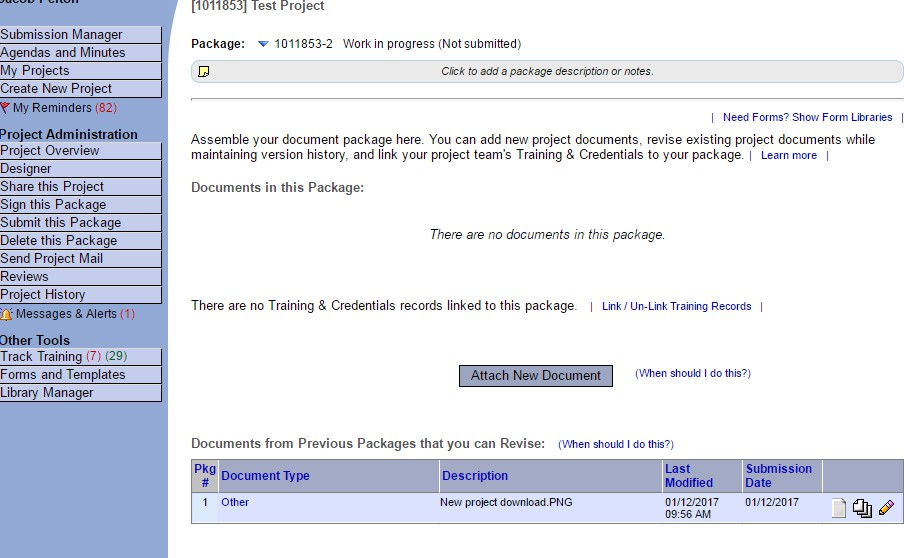 [1011853] Test Project
Submission Manager
Agendas and Minutes
My Projects
Create New Project
My Reminders (82)
Project Administration
Project Overview
Designer
Share this Project
Sign this Package
Submit this Package
Delete this Package
Send Project Mail
Reviews
Project History
Messages & Alerts (1)
Other Tools
Track Training (7) (29)
Forms and Templates
Library Manager
Package: 1011853-2 Work in progress (Not submitted)
Click to add a package description or notes.
| Need Forms? Show Form Libraries |
Assemble your document package here. You can add new project documents, revise existing project documents while
maintaining version history, and link your project team's Training & Credentials to your package. | Learn more |
Documents in this Package:
There are no documents in this package.
There are no Training & Credentials records linked to this package. | Link / Un-Link Training Records |
Attach New Document (When should I do this?)
Documents from Previous Packages that you can Revise: (When should I do this?)
Pkg # Document Type Description Last Modified Submission Date
1 Other New project download.PNG 01/12/2017 09:56 AM 01/12/2017